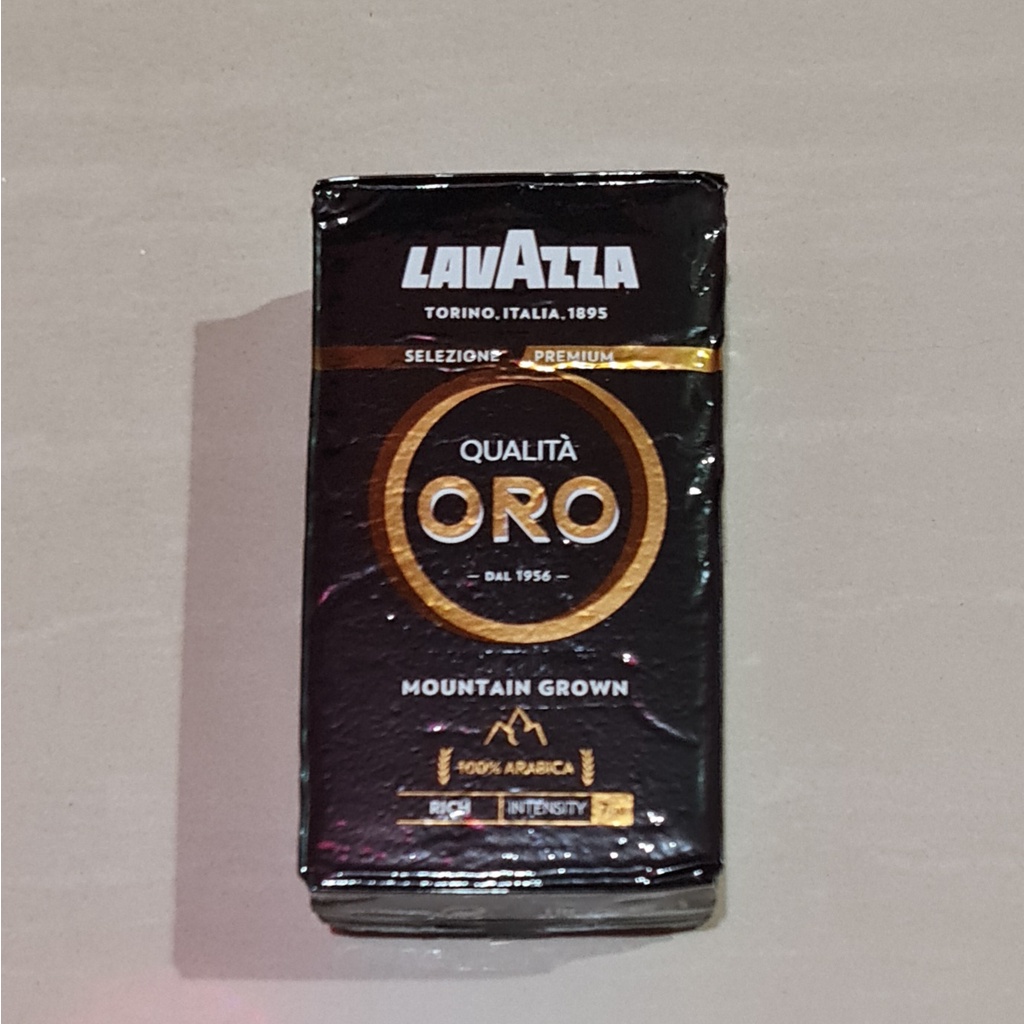 LAVAZZA
TORINO, ITALIA, 1895
SELEZIONE PREMIUM
QUALITÀ
ORO
— DAL 1956 —
MOUNTAIN GROWN
100% ARABICA
RICH INTENSITY